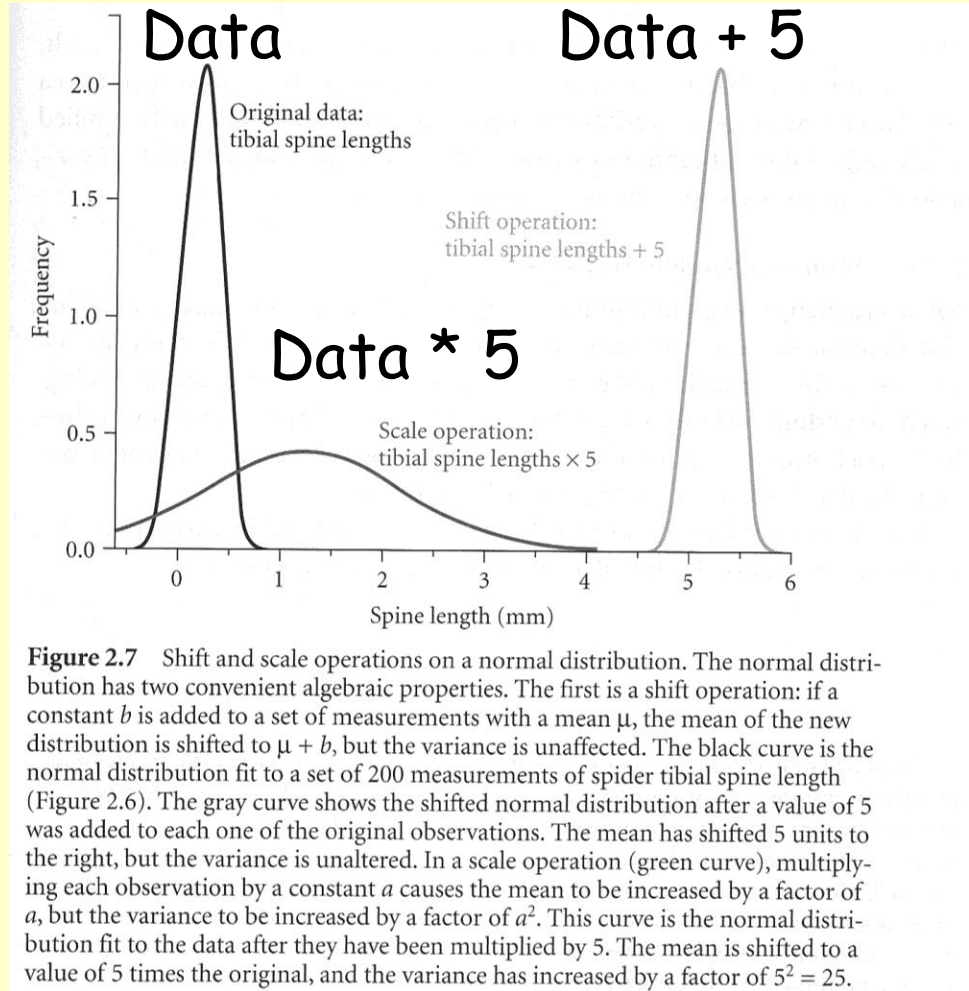 Data
Data + 5
2.0
Original data:
tibial spine lengths
1.5
Shift operation:
tibial spine lengths + 5
Frequency
1.0
Data * 5
0.5
Scale operation:
tibial spine lengths × 5
0.0
0 1 2 3 4 5 6
Spine length (mm)
Figure 2.7 Shift and scale operations on a normal distribution. The normal distri-
bution has two convenient algebraic properties. The first is a shift operation: if a
constant b is added to a set of measurements with a mean μ, the mean of the new
distribution is shifted to μ + b, but the variance is unaffected. The black curve is the
normal distribution fit to a set of 200 measurements of spider tibial spine length
(Figure 2.6). The gray curve shows the shifted normal distribution after a value of 5
was added to each one of the original observations. The mean has shifted 5 units to
the right, but the variance is unaltered. In a scale operation (green curve), multiply-
ing each observation by a constant a causes the mean to be increased by a factor of
a, but the variance to be increased by a factor of a². This curve is the normal distri-
bution fit to the data after they have been multiplied by 5. The mean is shifted to a
value of 5 times the original, and the variance has increased by a factor of 5² = 25.